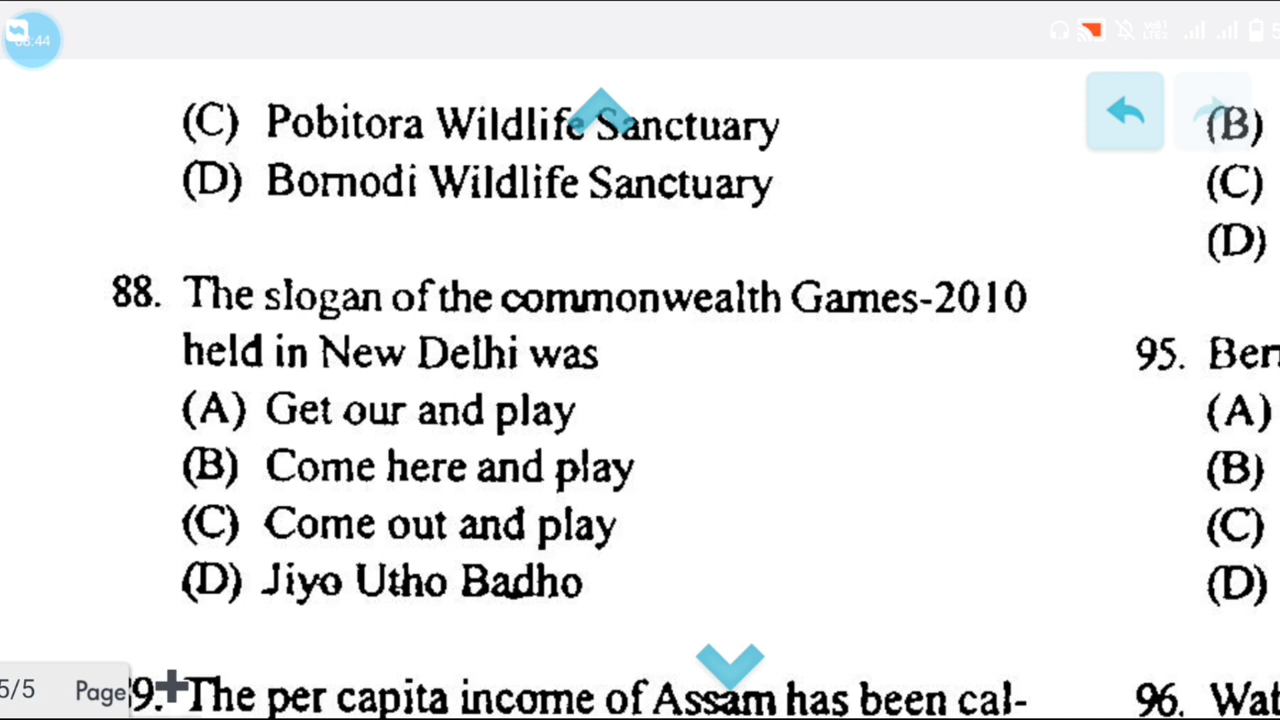 08:44
(C) Pobitora Wildlife Sanctuary
(D) Bornodi Wildlife Sanctuary
88. The slogan of the commonwealth Games-2010
held in New Delhi was
(A) Get our and play
(B) Come here and play
(C) Come out and play
(D) Jiyo Utho Badho
9. The per capita income of Assam has been cal-
5/5 Page
(B)
(C)
(D)
95. Ber
(A)
(B)
(C)
(D)
96. Wat